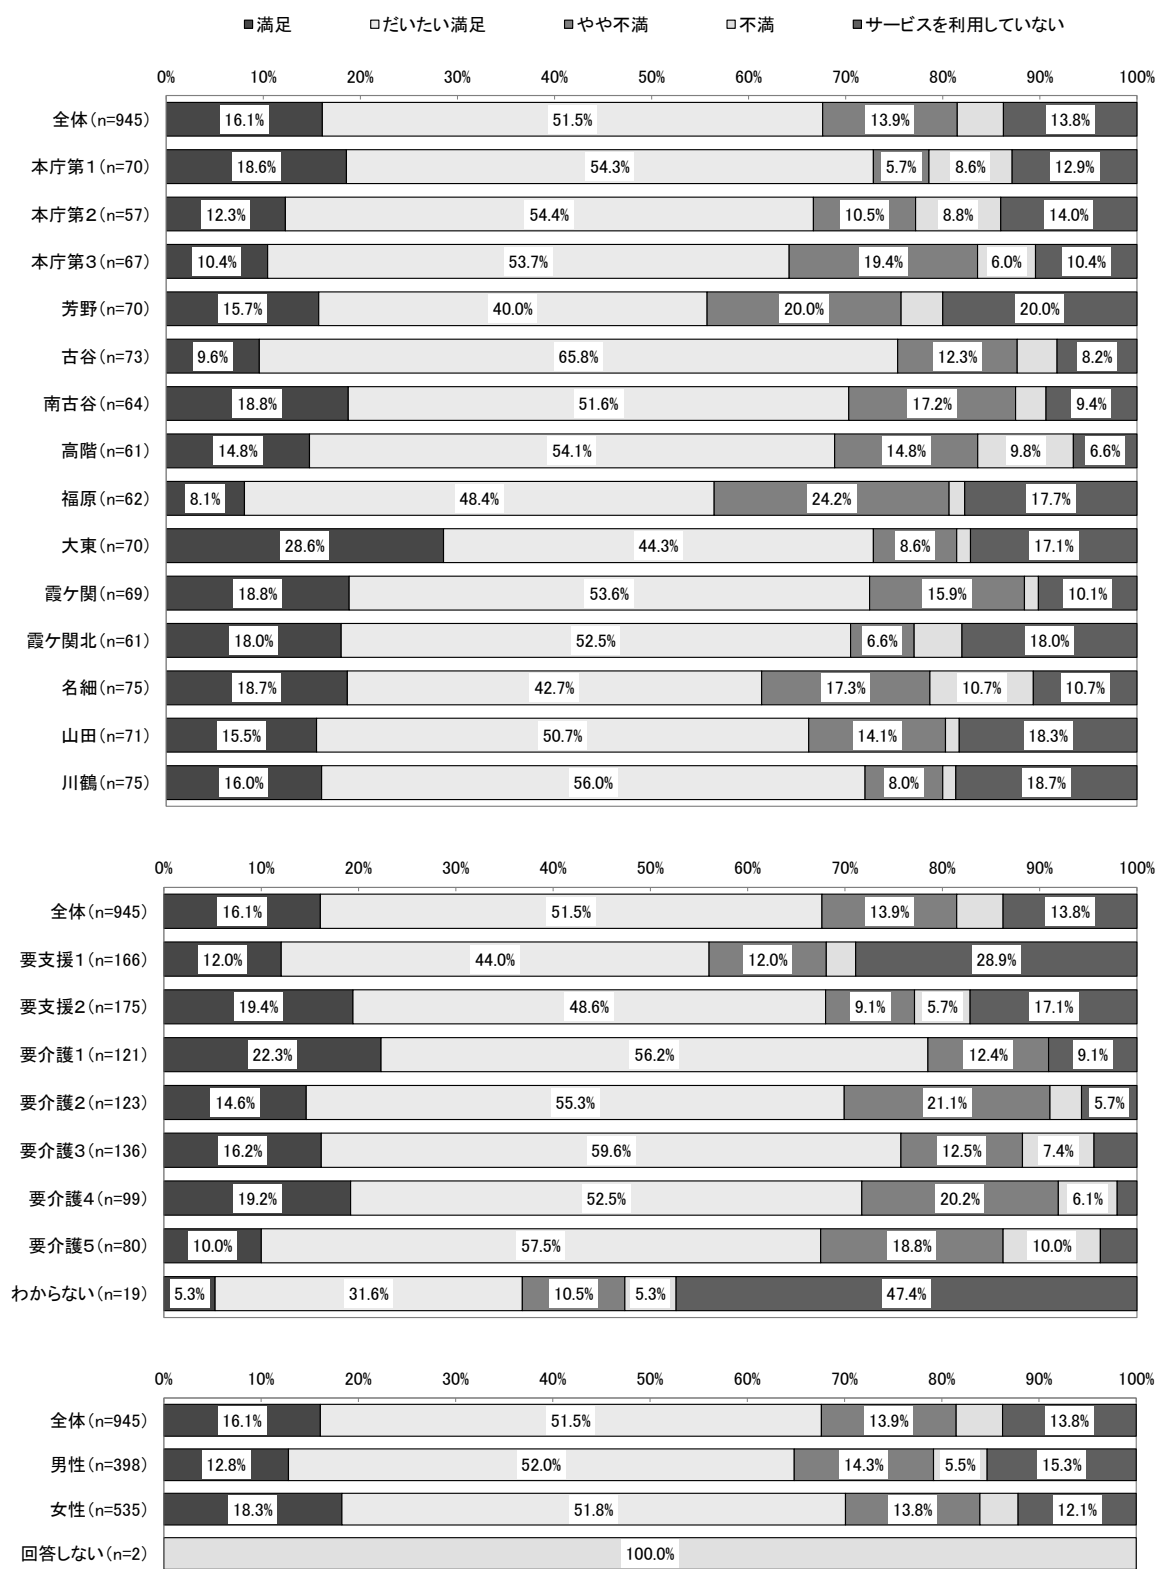 ■満足 □だいたい満足 ■やや不満 □不満 ■サービスを利用していない
0% 10% 20% 30% 40% 50% 60% 70% 80% 90% 100%
全体(n=945) 16.1% 51.5% 13.9% 13.8%
本庁第1(n=70) 18.6% 54.3% 5.7% 8.6% 12.9%
本庁第2(n=57) 12.3% 54.4% 10.5% 8.8% 14.0%
本庁第3(n=67) 10.4% 53.7% 19.4% 6.0% 10.4%
芳野(n=70) 15.7% 40.0% 20.0% 20.0%
古谷(n=73) 9.6% 65.8% 12.3% 8.2%
南古谷(n=64) 18.8% 51.6% 17.2% 9.4%
高階(n=61) 14.8% 54.1% 14.8% 9.8% 6.6%
福原(n=62) 8.1% 48.4% 24.2% 17.7%
大東(n=70) 28.6% 44.3% 8.6% 17.1%
霞ケ関(n=69) 18.8% 53.6% 15.9% 10.1%
霞ケ関北(n=61) 18.0% 52.5% 6.6% 18.0%
名細(n=75) 18.7% 42.7% 17.3% 10.7% 10.7%
山田(n=71) 15.5% 50.7% 14.1% 18.3%
川鶴(n=75) 16.0% 56.0% 8.0% 18.7%
0% 10% 20% 30% 40% 50% 60% 70% 80% 90% 100%
全体(n=945) 16.1% 51.5% 13.9% 13.8%
要支援1(n=166) 12.0% 44.0% 12.0% 28.9%
要支援2(n=175) 19.4% 48.6% 9.1% 5.7% 17.1%
要介護1(n=121) 22.3% 56.2% 12.4% 9.1%
要介護2(n=123) 14.6% 55.3% 21.1% 5.7%
要介護3(n=136) 16.2% 59.6% 12.5% 7.4%
要介護4(n=99) 19.2% 52.5% 20.2% 6.1%
要介護5(n=80) 10.0% 57.5% 18.8% 10.0%
わからない(n=19) 5.3% 31.6% 10.5% 5.3% 47.4%
0% 10% 20% 30% 40% 50% 60% 70% 80% 90% 100%
全体(n=945) 16.1% 51.5% 13.9% 13.8%
男性(n=398) 12.8% 52.0% 14.3% 5.5% 15.3%
女性(n=535) 18.3% 51.8% 13.8% 12.1%
回答しない(n=2) 100.0%